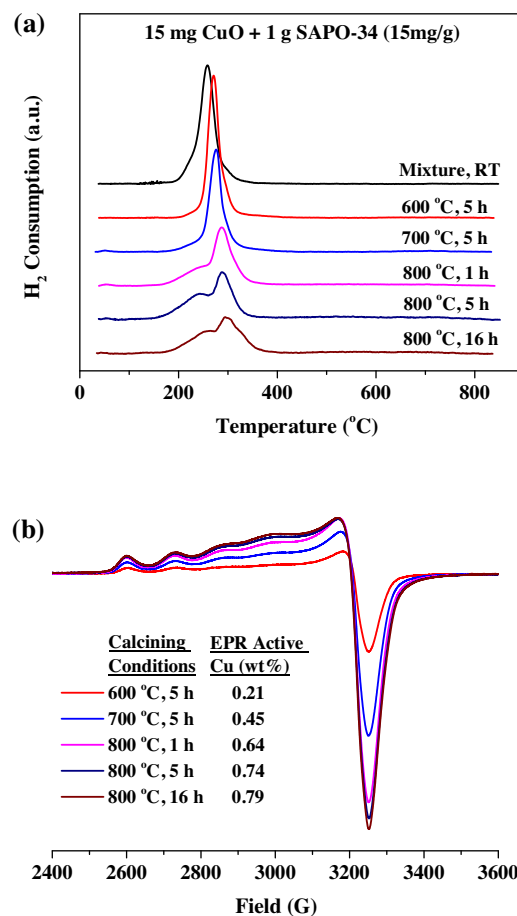 (a)
15 mg CuO + 1 g SAPO-34 (15mg/g)
H₂ Consumption (a.u.)
Mixture, RT
600 °C, 5 h
700 °C, 5 h
800 °C, 1 h
800 °C, 5 h
800 °C, 16 h
0 200 400 600 800
Temperature (°C)
(b)
Calcining EPR Active
Conditions Cu (wt%)
600 °C, 5 h 0.21
700 °C, 5 h 0.45
800 °C, 1 h 0.64
800 °C, 5 h 0.74
800 °C, 16 h 0.79
2400 2600 2800 3000 3200 3400 3600
Field (G)